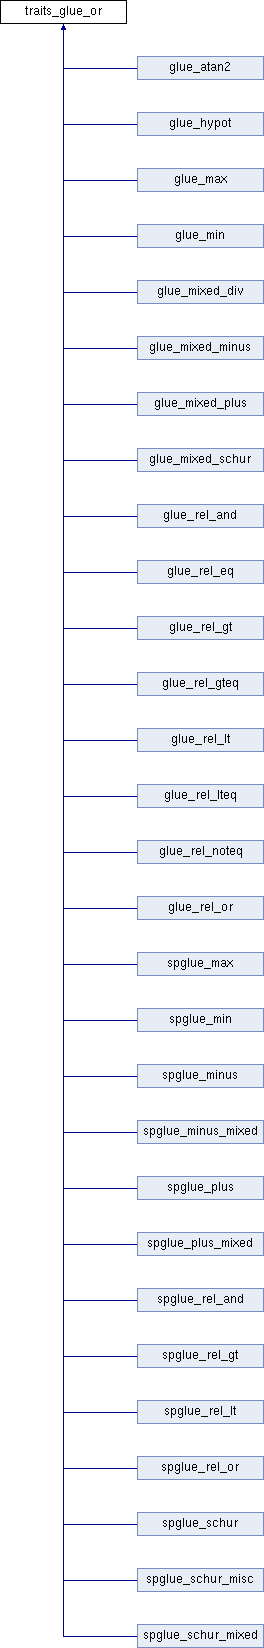 traits_glue_or
glue_atan2
glue_hypot
glue_max
glue_min
glue_mixed_div
glue_mixed_minus
glue_mixed_plus
glue_mixed_schur
glue_rel_and
glue_rel_eq
glue_rel_gt
glue_rel_gteq
glue_rel_lt
glue_rel_lteq
glue_rel_noteq
glue_rel_or
spglue_max
spglue_min
spglue_minus
spglue_minus_mixed
spglue_plus
spglue_plus_mixed
spglue_rel_and
spglue_rel_gt
spglue_rel_lt
spglue_rel_or
spglue_schur
spglue_schur_misc
spglue_schur_mixed